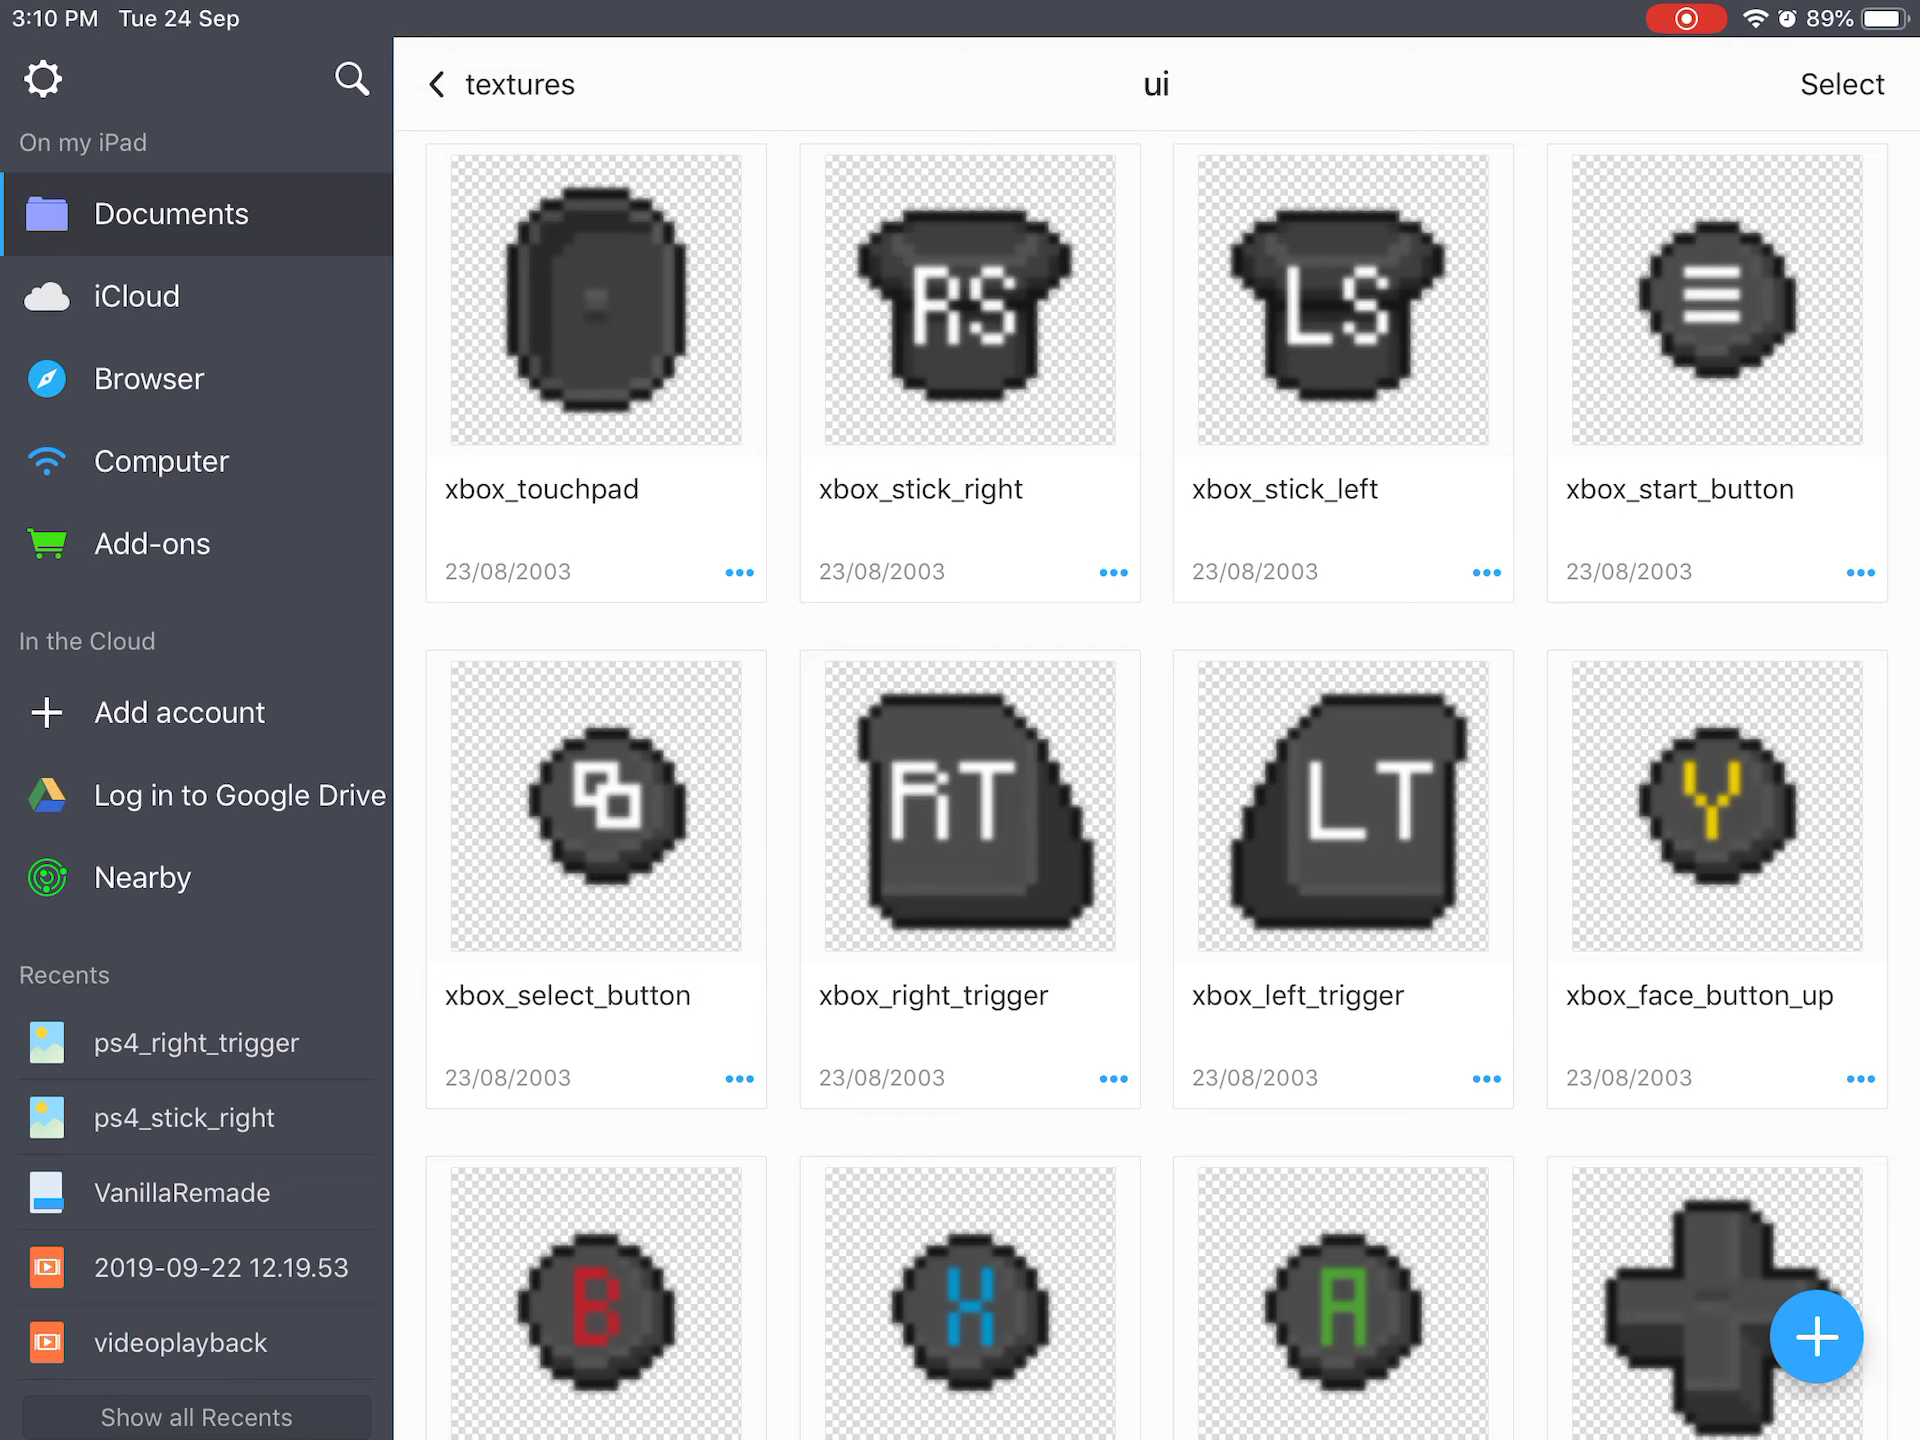 3:10 PM Tue 24 Sep
89%
On my iPad
Documents
iCloud
Browser
Computer
Add-ons
In the Cloud
Add account
Log in to Google Drive
Nearby
Recents
ps4_right_trigger
ps4_stick_right
VanillaRemade
2019-09-22 12.19.53
videoplayback
Show all Recents
textures
ui
Select
RS
LS
xbox_touchpad
xbox_stick_right
xbox_stick_left
xbox_start_button
23/08/2003
23/08/2003
23/08/2003
23/08/2003
RT
LT
Y
xbox_select_button
xbox_right_trigger
xbox_left_trigger
xbox_face_button_up
23/08/2003
23/08/2003
23/08/2003
23/08/2003
B
X
A